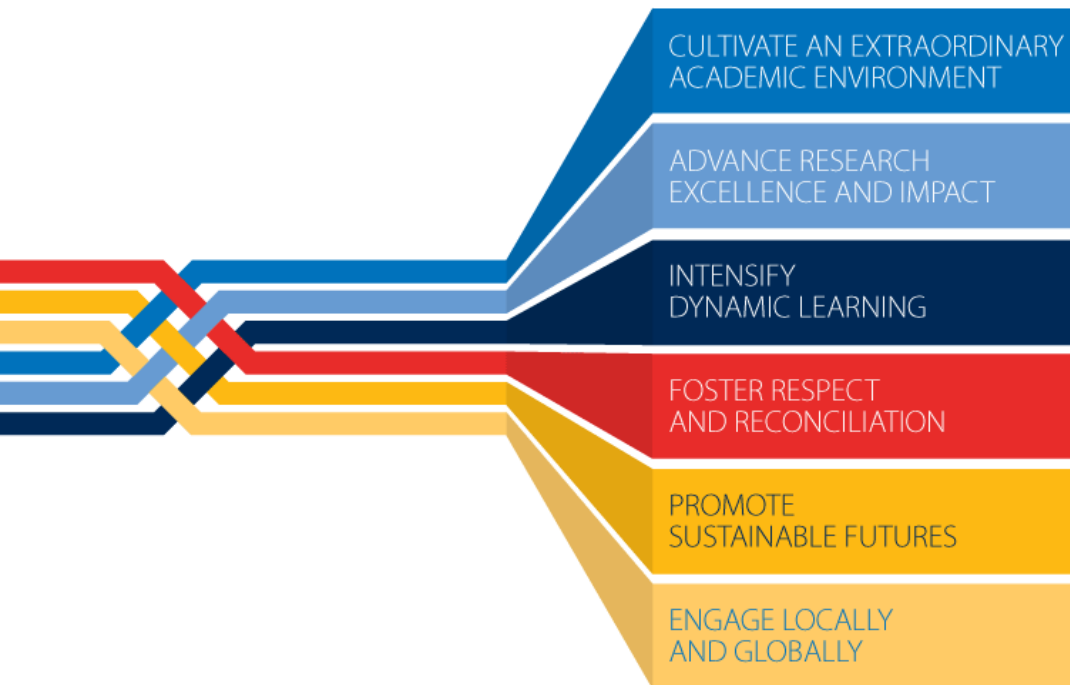 CULTIVATE AN EXTRAORDINARY
ACADEMIC ENVIRONMENT
ADVANCE RESEARCH
EXCELLENCE AND IMPACT
INTENSIFY
DYNAMIC LEARNING
FOSTER RESPECT
AND RECONCILIATION
PROMOTE
SUSTAINABLE FUTURES
ENGAGE LOCALLY
AND GLOBALLY